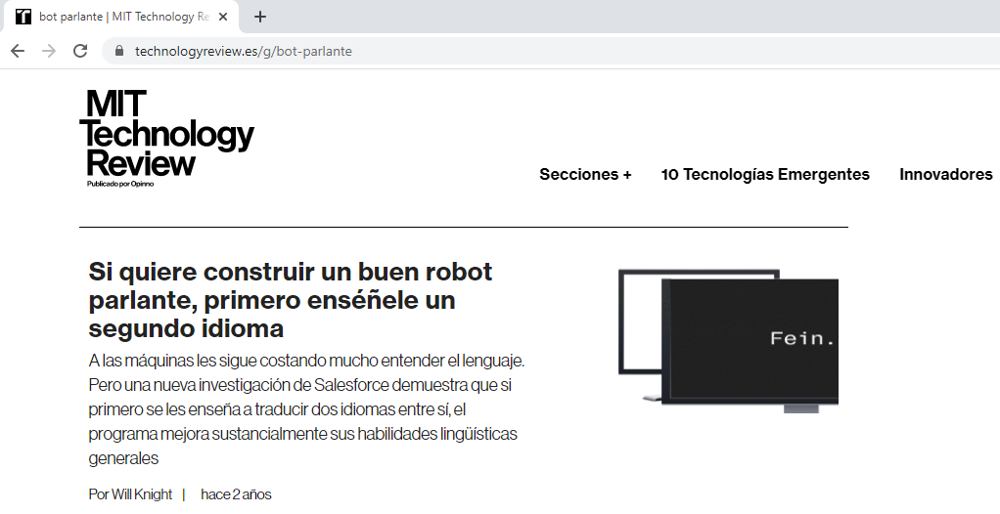 bot parlante | MIT Technology Re
technologyreview.es/g/bot-parlante
MIT
Technology
Review
Publicado por Opinno
Secciones + 10 Tecnologías Emergentes Innovadores
Si quiere construir un buen robot
parlante, primero enséñele un
segundo idioma
A las máquinas les sigue costando mucho entender el lenguaje.
Pero una nueva investigación de Salesforce demuestra que si
primero se les enseña a traducir dos idiomas entre sí, el
programa mejora sustancialmente sus habilidades lingüísticas
generales
Por Will Knight | hace 2 años
Fein.